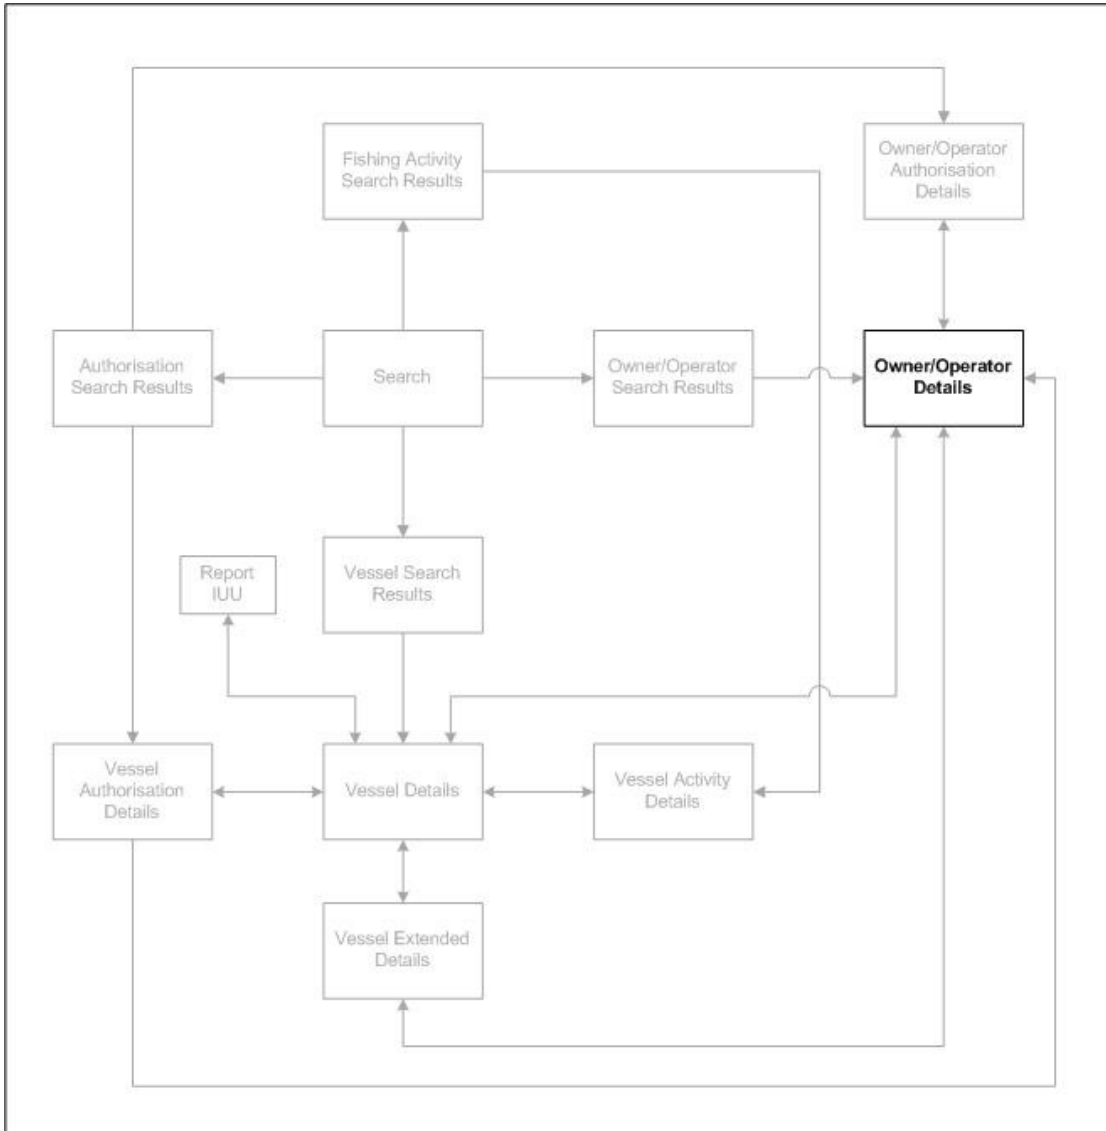 Fishing Activity
Search Results
Owner/Operator
Authorisation
Details
Authorisation
Search Results
Search
Owner/Operator
Search Results
Owner/Operator
Details
Report
IUU
Vessel Search
Results
Vessel
Authorisation
Details
Vessel Details
Vessel Activity
Details
Vessel Extended
Details